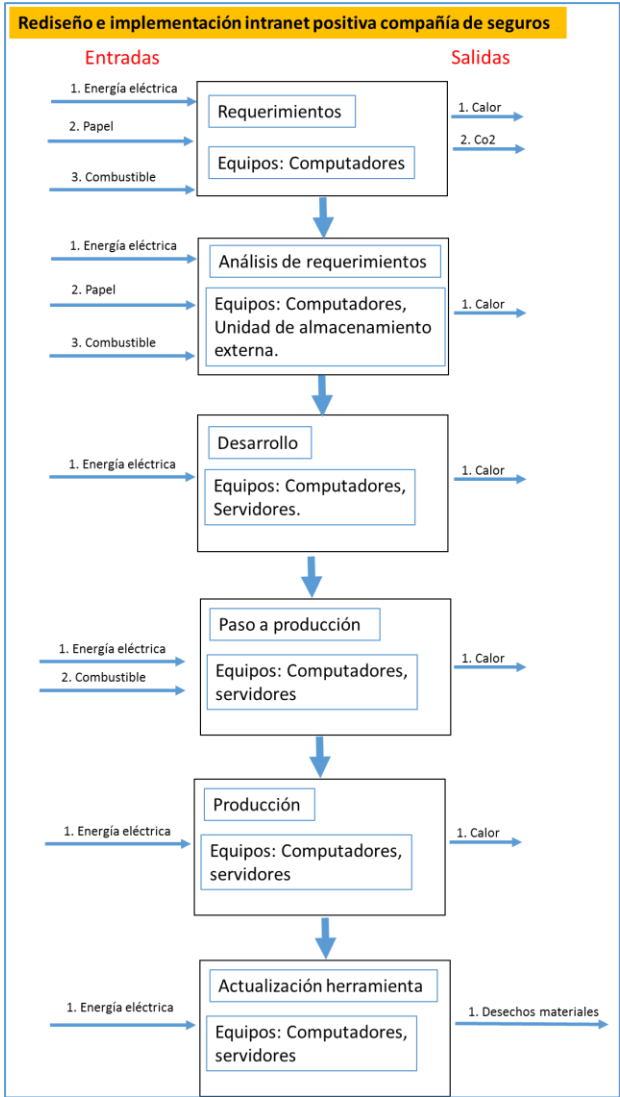 Rediseño e implementación intranet positiva compañía de seguros
Entradas
Salidas
1. Energía eléctrica
2. Papel
3. Combustible
Requerimientos
Equipos: Computadores
1. Calor
2. Co2
1. Energía eléctrica
2. Papel
3. Combustible
Análisis de requerimientos
Equipos: Computadores,
Unidad de almacenamiento
externa.
1. Calor
1. Energía eléctrica
Desarrollo
Equipos: Computadores,
Servidores.
1. Calor
1. Energía eléctrica
2. Combustible
Paso a producción
Equipos: Computadores,
servidores
1. Calor
1. Energía eléctrica
Producción
Equipos: Computadores,
servidores
1. Calor
1. Energía eléctrica
Actualización herramienta
Equipos: Computadores,
servidores
1. Desechos materiales